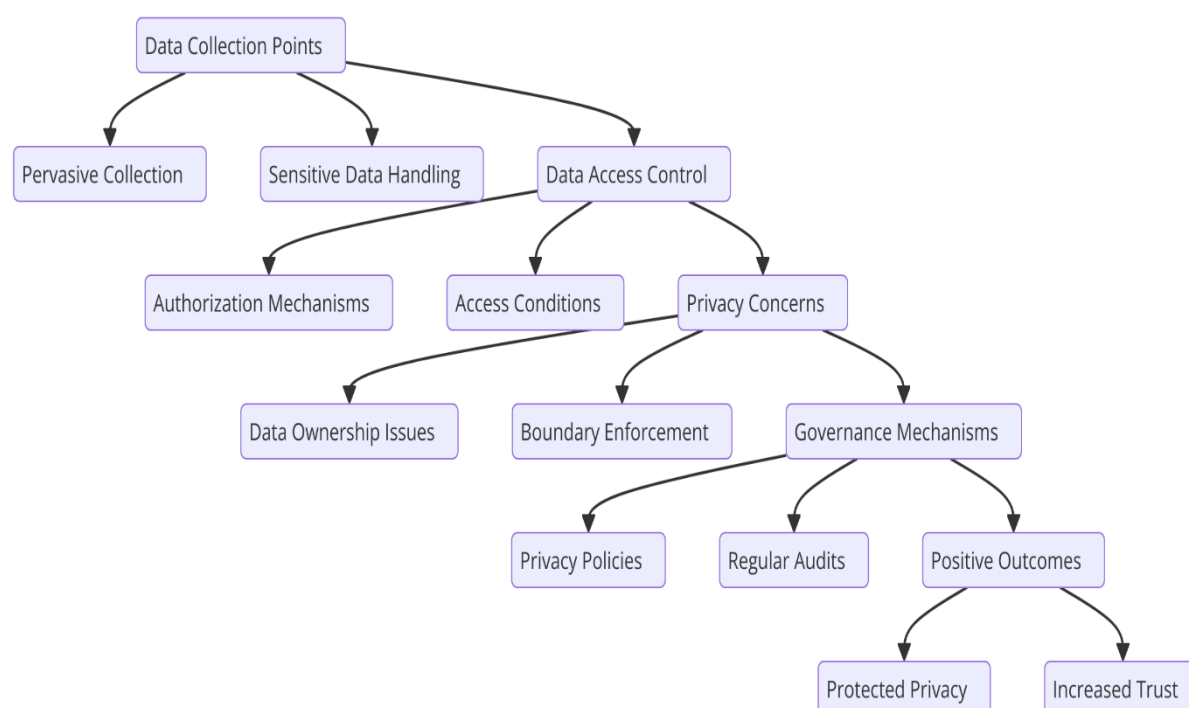 Data Collection Points
Pervasive Collection
Sensitive Data Handling
Data Access Control
Authorization Mechanisms
Access Conditions
Privacy Concerns
Data Ownership Issues
Boundary Enforcement
Governance Mechanisms
Privacy Policies
Regular Audits
Positive Outcomes
Protected Privacy
Increased Trust